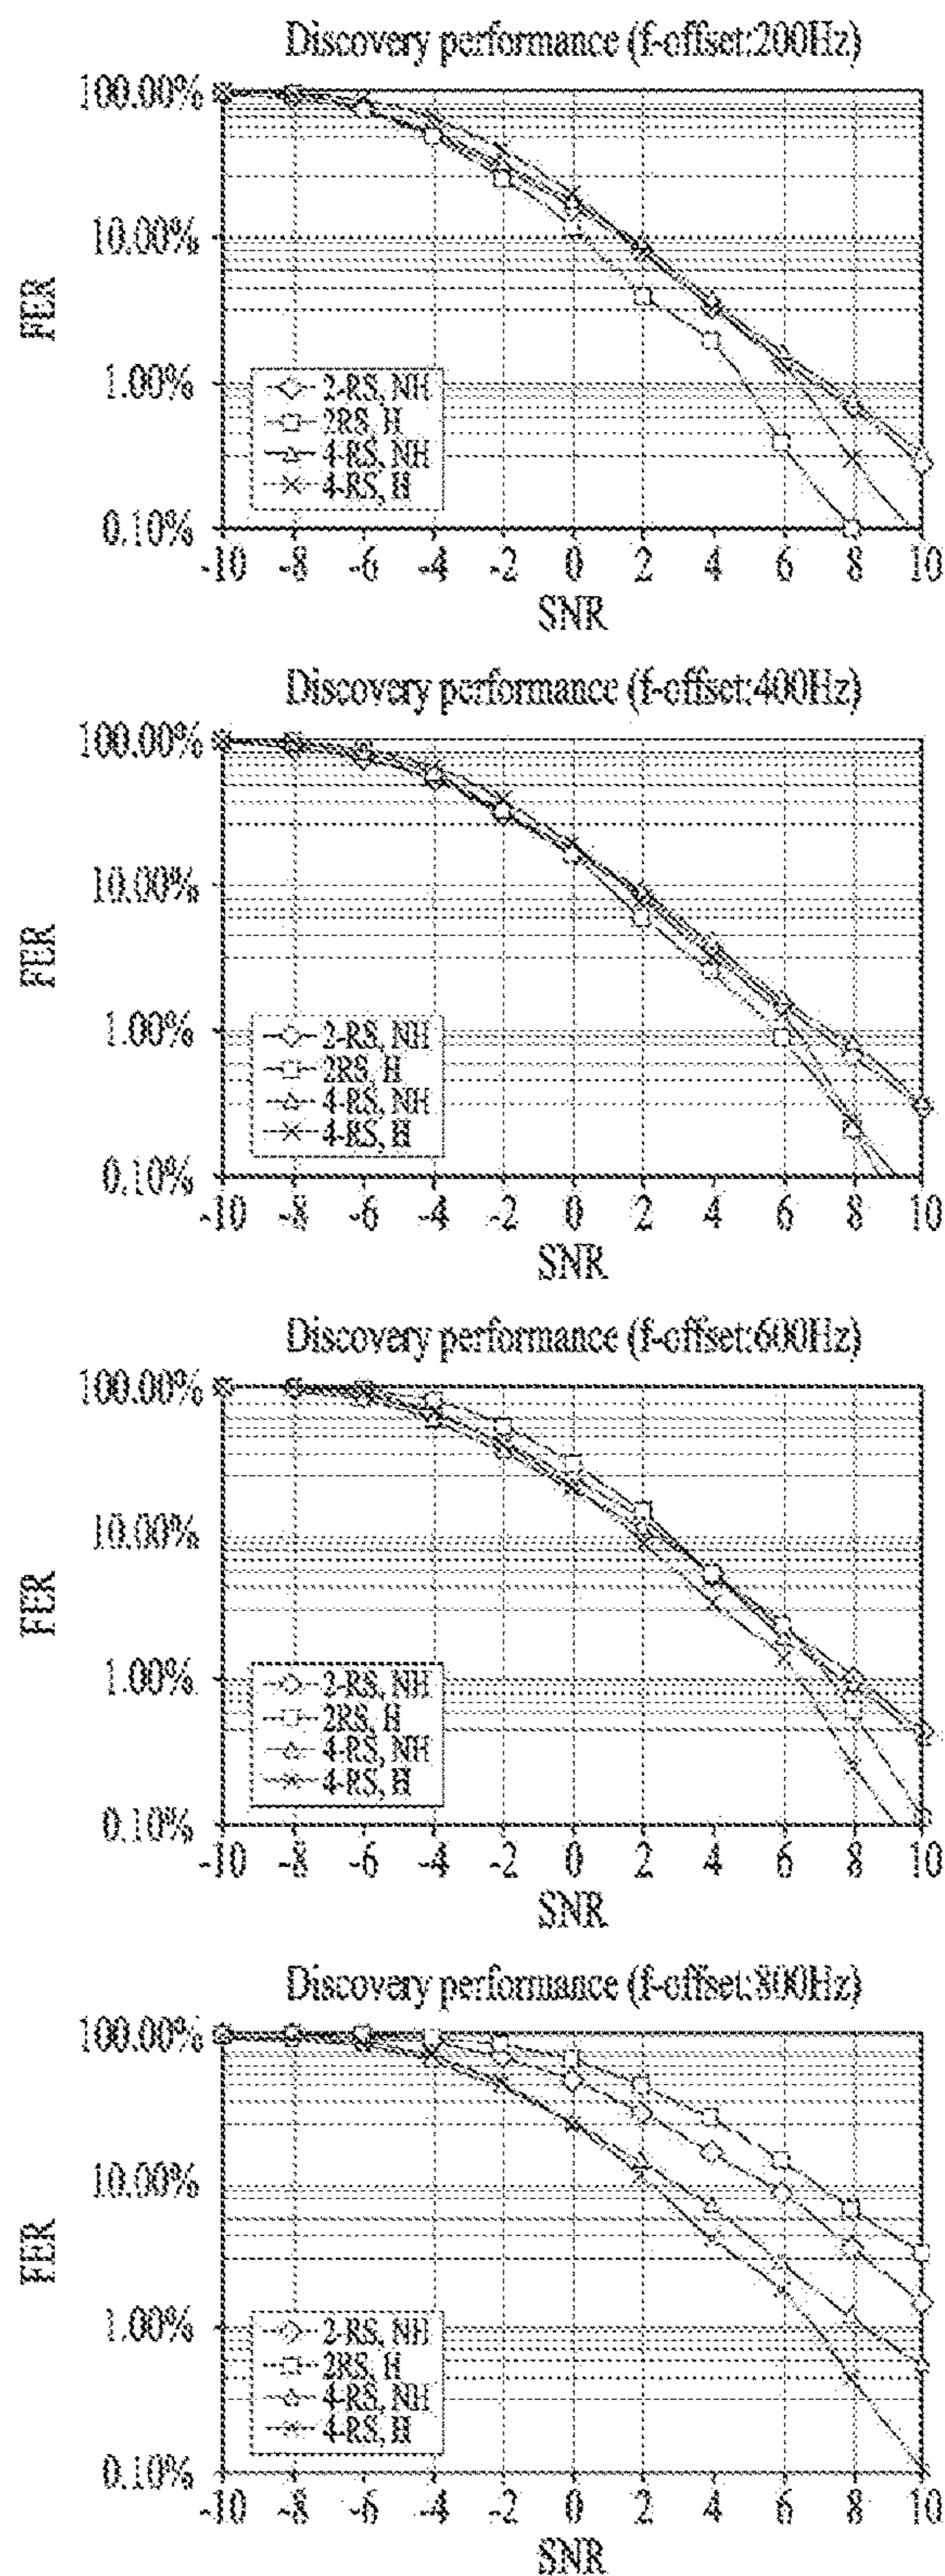 Discovery performance (f-offset:200Hz)
100.00%
10.00%
1.00%
0.10%
FER
2-RS, NH
2RS, H
4-RS, NH
4-RS, H
-10 -8 -6 -4 -2 0 2 4 6 8 10
SNR
Discovery performance (f-offset:400Hz)
100.00%
10.00%
1.00%
0.10%
FER
2-RS, NH
2RS, H
4-RS, NH
4-RS, H
-10 -8 -6 -4 -2 0 2 4 6 8 10
SNR
Discovery performance (f-offset:600Hz)
100.00%
10.00%
1.00%
0.10%
FER
2-RS, NH
2RS, H
4-RS, NH
4-RS, H
-10 -8 -6 -4 -2 0 2 4 6 8 10
SNR
Discovery performance (f-offset:800Hz)
100.00%
10.00%
1.00%
0.10%
FER
2-RS, NH
2RS, H
4-RS, NH
4-RS, H
-10 -8 -6 -4 -2 0 2 4 6 8 10
SNR